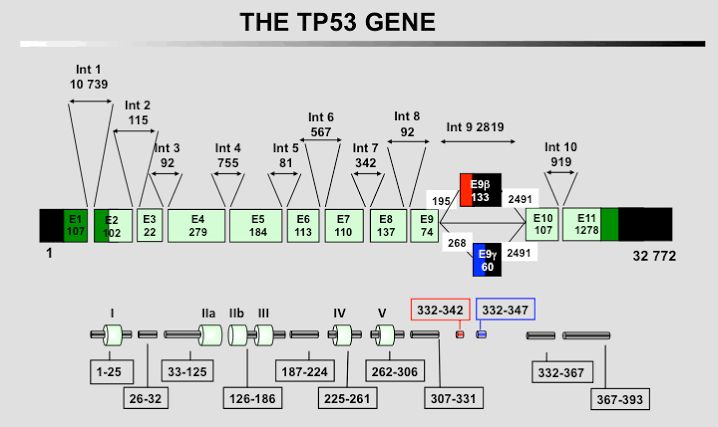 THE TP53 GENE
Int 1
10 739
Int 2
115
Int 3
92
Int 4
755
Int 5
81
Int 6
567
Int 7
342
Int 8
92
Int 9 2819
Int 10
919
E1
107
E2
102
E3
22
E4
279
E5
184
E6
113
E7
110
E8
137
E9
74
195
E9β
133
2491
268
E9γ
60
2491
E10
107
E11
1278
1
32 772
I
IIa
IIb
III
IV
V
332-342
332-347
1-25
26-32
33-125
126-186
187-224
225-261
262-306
307-331
332-367
367-393